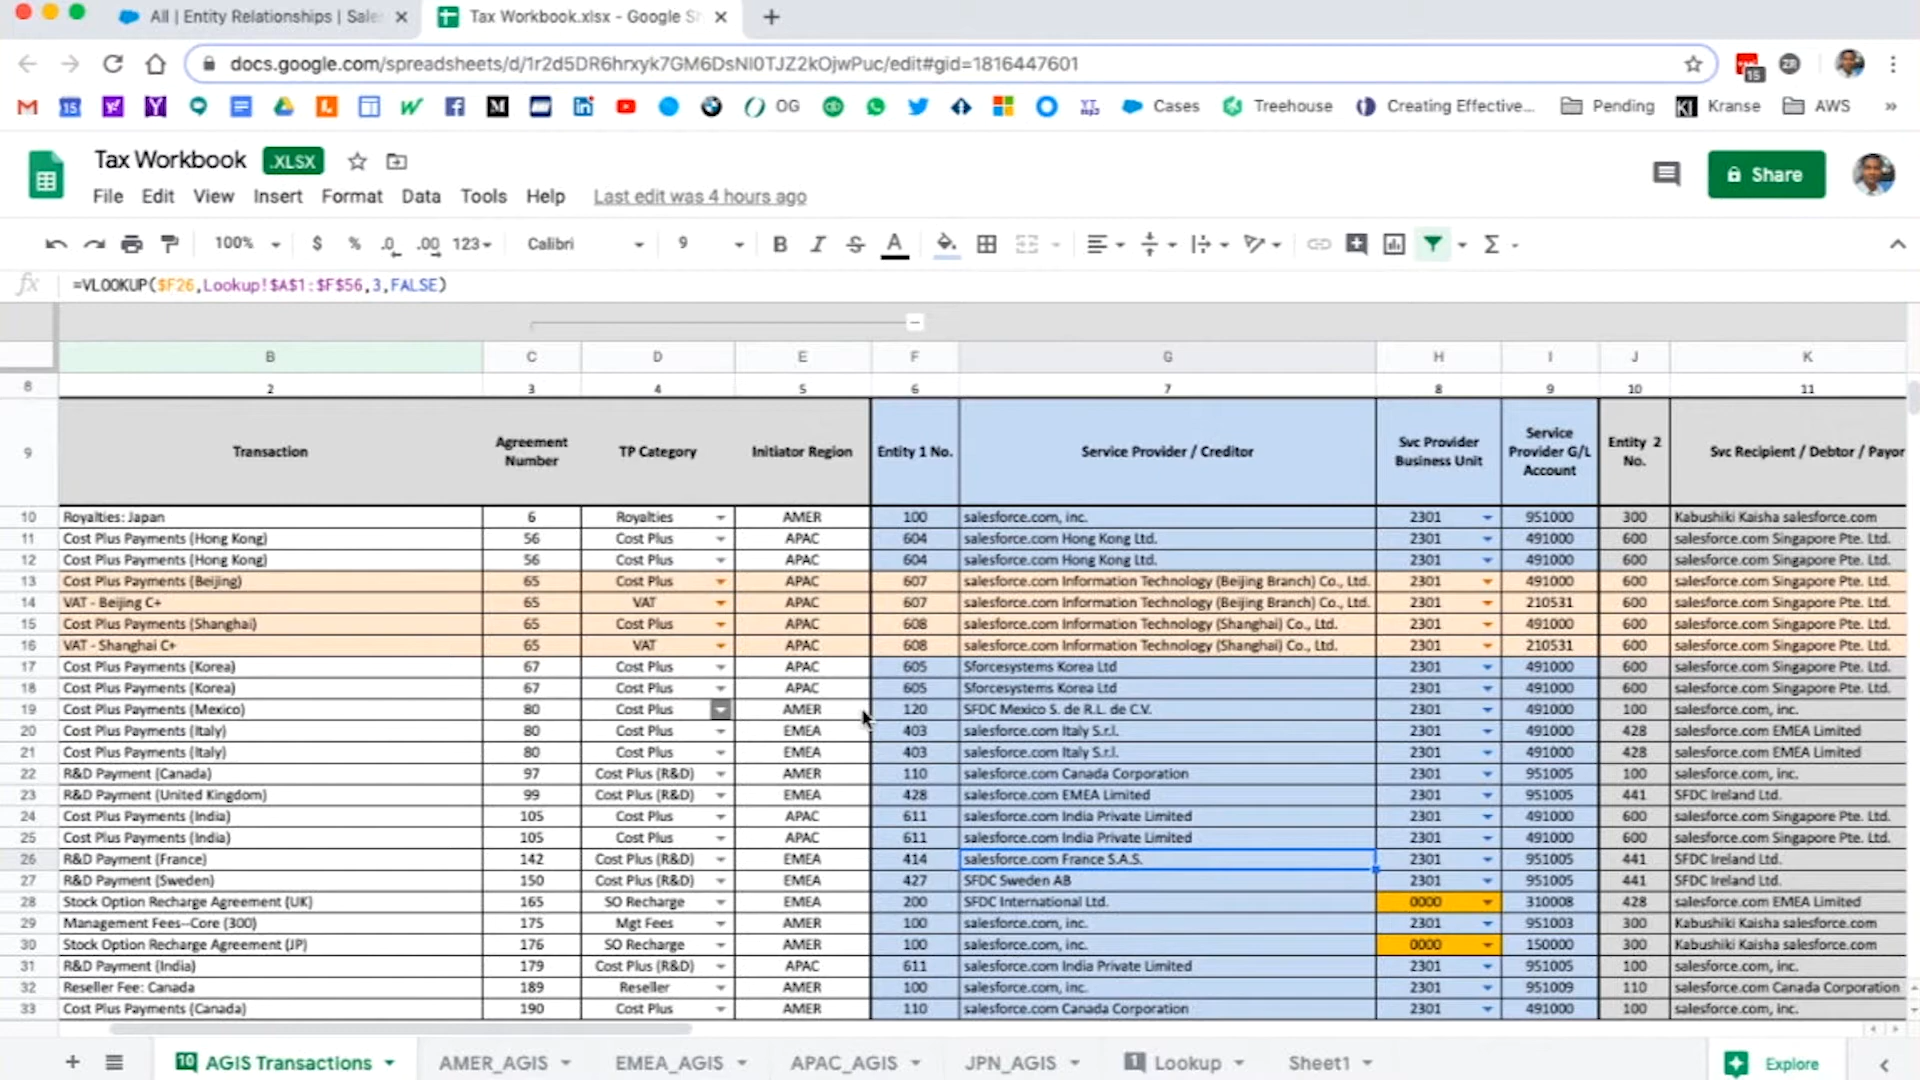 All | Entity Relationships | Sale
Tax Workbook.xlsx - Google Sh
docs.google.com/spreadsheets/d/1r2d5DR6hrxyk7GM6DsNI0TJZ2kOjwPuc/edit#gid=1816447601
15 ZR
15 OG Cases Treehouse Creating Effective... Pending Kranse AWS »
Tax Workbook .XLSX
Share
File Edit View Insert Format Data Tools Help Last edit was 4 hours ago
100% $ % .0 .00 123 Calibri 9 B I S A Σ
fx =VLOOKUP($F26,Lookup!$A$1:$F$56,3,FALSE)
B C D E F G H I J K
8 2 3 4 5 6 7 8 9 10 11
9 Transaction Agreement Number TP Category Initiator Region Entity 1 No. Service Provider / Creditor Svc Provider Business Unit Service Provider G/L Account Entity 2 No. Svc Recipient / Debtor / Payor
10 Royalties: Japan 6 Royalties AMER 100 salesforce.com, inc. 2301 951000 300 Kabushiki Kaisha salesforce.com
11 Cost Plus Payments (Hong Kong) 56 Cost Plus APAC 604 salesforce.com Hong Kong Ltd. 2301 491000 600 salesforce.com Singapore Pte. Ltd.
12 Cost Plus Payments (Hong Kong) 56 Cost Plus APAC 604 salesforce.com Hong Kong Ltd. 2301 491000 600 salesforce.com Singapore Pte. Ltd.
13 Cost Plus Payments (Beijing) 65 Cost Plus APAC 607 salesforce.com Information Technology (Beijing Branch) Co., Ltd. 2301 491000 600 salesforce.com Singapore Pte. Ltd.
14 VAT - Beijing C+ 65 VAT APAC 607 salesforce.com Information Technology (Beijing Branch) Co., Ltd. 2301 210531 600 salesforce.com Singapore Pte. Ltd.
15 Cost Plus Payments (Shanghai) 65 Cost Plus APAC 608 salesforce.com Information Technology (Shanghai) Co., Ltd. 2301 491000 600 salesforce.com Singapore Pte. Ltd.
16 VAT - Shanghai C+ 65 VAT APAC 608 salesforce.com Information Technology (Shanghai) Co., Ltd. 2301 210531 600 salesforce.com Singapore Pte. Ltd.
17 Cost Plus Payments (Korea) 67 Cost Plus APAC 605 Sforcesystems Korea Ltd 2301 491000 600 salesforce.com Singapore Pte. Ltd.
18 Cost Plus Payments (Korea) 67 Cost Plus APAC 605 Sforcesystems Korea Ltd 2301 491000 600 salesforce.com Singapore Pte. Ltd.
19 Cost Plus Payments (Mexico) 80 Cost Plus AMER 120 SFDC Mexico S. de R.L. de C.V. 2301 491000 100 salesforce.com, inc.
20 Cost Plus Payments (Italy) 80 Cost Plus EMEA 403 salesforce.com Italy S.r.l. 2301 491000 428 salesforce.com EMEA Limited
21 Cost Plus Payments (Italy) 80 Cost Plus EMEA 403 salesforce.com Italy S.r.l. 2301 491000 428 salesforce.com EMEA Limited
22 R&D Payment (Canada) 97 Cost Plus (R&D) AMER 110 salesforce.com Canada Corporation 2301 951005 100 salesforce.com, inc.
23 R&D Payment (United Kingdom) 99 Cost Plus (R&D) EMEA 428 salesforce.com EMEA Limited 2301 951005 441 SFDC Ireland Ltd.
24 Cost Plus Payments (India) 105 Cost Plus APAC 611 salesforce.com India Private Limited 2301 491000 600 salesforce.com Singapore Pte. Ltd.
25 Cost Plus Payments (India) 105 Cost Plus APAC 611 salesforce.com India Private Limited 2301 491000 600 salesforce.com Singapore Pte. Ltd.
26 R&D Payment (France) 142 Cost Plus (R&D) EMEA 414 salesforce.com France S.A.S. 2301 951005 441 SFDC Ireland Ltd.
27 R&D Payment (Sweden) 150 Cost Plus (R&D) EMEA 427 SFDC Sweden AB 2301 951005 441 SFDC Ireland Ltd.
28 Stock Option Recharge Agreement (UK) 165 SO Recharge EMEA 200 SFDC International Ltd. 0000 310008 428 salesforce.com EMEA Limited
29 Management Fees--Core (300) 175 Mgt Fees AMER 100 salesforce.com, inc. 2301 951003 300 Kabushiki Kaisha salesforce.com
30 Stock Option Recharge Agreement (JP) 176 SO Recharge AMER 100 salesforce.com, inc. 0000 150000 300 Kabushiki Kaisha salesforce.com
31 R&D Payment (India) 179 Cost Plus (R&D) APAC 611 salesforce.com India Private Limited 2301 951005 100 salesforce.com, inc.
32 Reseller Fee: Canada 189 Reseller AMER 100 salesforce.com, inc. 2301 951009 110 salesforce.com Canada Corporation
33 Cost Plus Payments (Canada) 190 Cost Plus AMER 110 salesforce.com Canada Corporation 2301 491000 100 salesforce.com, inc.
10 AGIS Transactions AMER_AGIS EMEA_AGIS APAC_AGIS JPN_AGIS 1 Lookup Sheet1 Explore